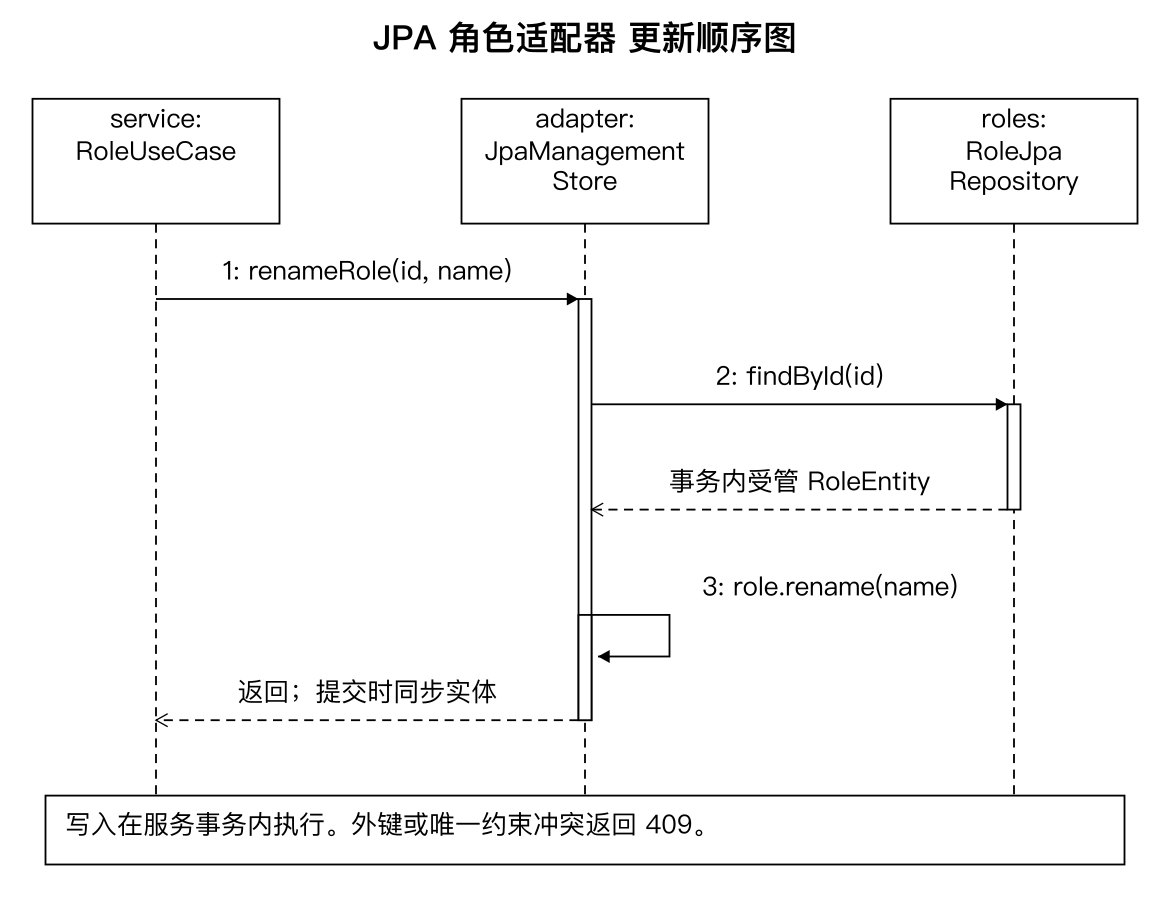 JPA 角色适配器 更新顺序图
service:
RoleUseCase
adapter:
JpaManagement
Store
roles:
RoleJpa
Repository
1: renameRole(id, name)
2: findById(id)
事务内受管 RoleEntity
3: role.rename(name)
返回；提交时同步实体
写入在服务事务内执行。外键或唯一约束冲突返回 409。